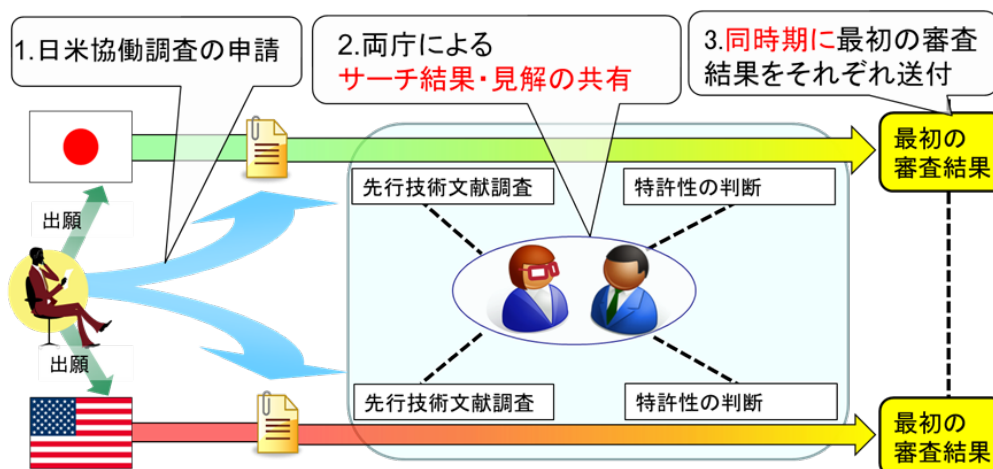 1.日米協働調査の申請
2.両庁による
サーチ結果・見解の共有
3.同時期に最初の審査
結果をそれぞれ送付
最初の
審査結果
先行技術文献調査
特許性の判断
出願
出願
先行技術文献調査
特許性の判断
最初の
審査結果